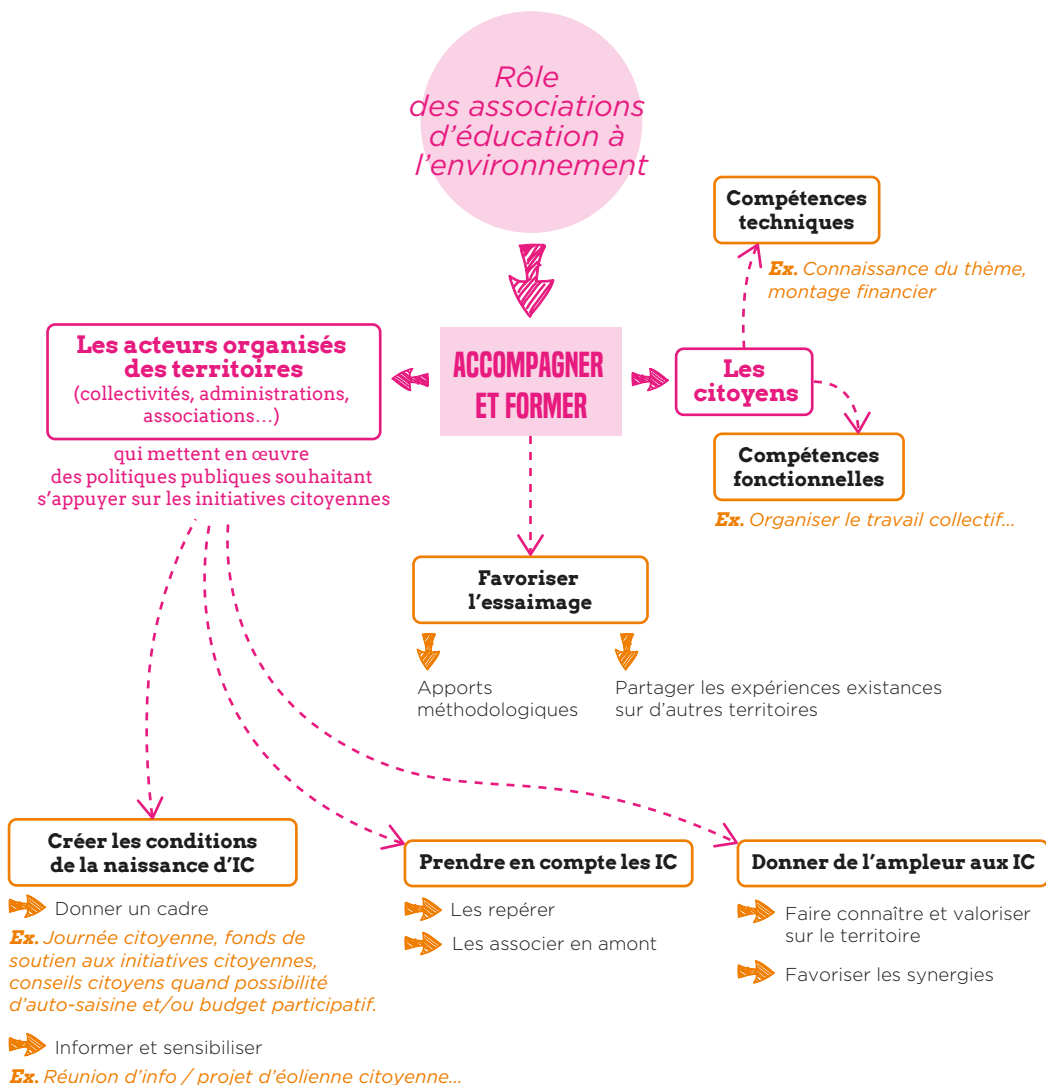 Rôle
des associations
d'éducation à
l'environnement
Compétences
techniques
Ex. Connaissance du thème,
montage financier
Les acteurs organisés
des territoires
(collectivités, administrations,
associations…)
qui mettent en œuvre
des politiques publiques souhaitant
s'appuyer sur les initiatives citoyennes
ACCOMPAGNER
ET FORMER
Les
citoyens
Compétences
fonctionnelles
Ex. Organiser le travail collectif...
Favoriser
l'essaimage
Apports
méthodologiques
Partager les expériences existances
sur d'autres territoires
Créer les conditions
de la naissance d'IC
Donner un cadre
Ex. Journée citoyenne, fonds de
soutien aux initiatives citoyennes,
conseils citoyens quand possibilité
d'auto-saisine et/ou budget participatif.
Informer et sensibiliser
Ex. Réunion d'info / projet d'éolienne citoyenne...
Prendre en compte les IC
Les repérer
Les associer en amont
Donner de l'ampleur aux IC
Faire connaître et valoriser
sur le territoire
Favoriser les synergies